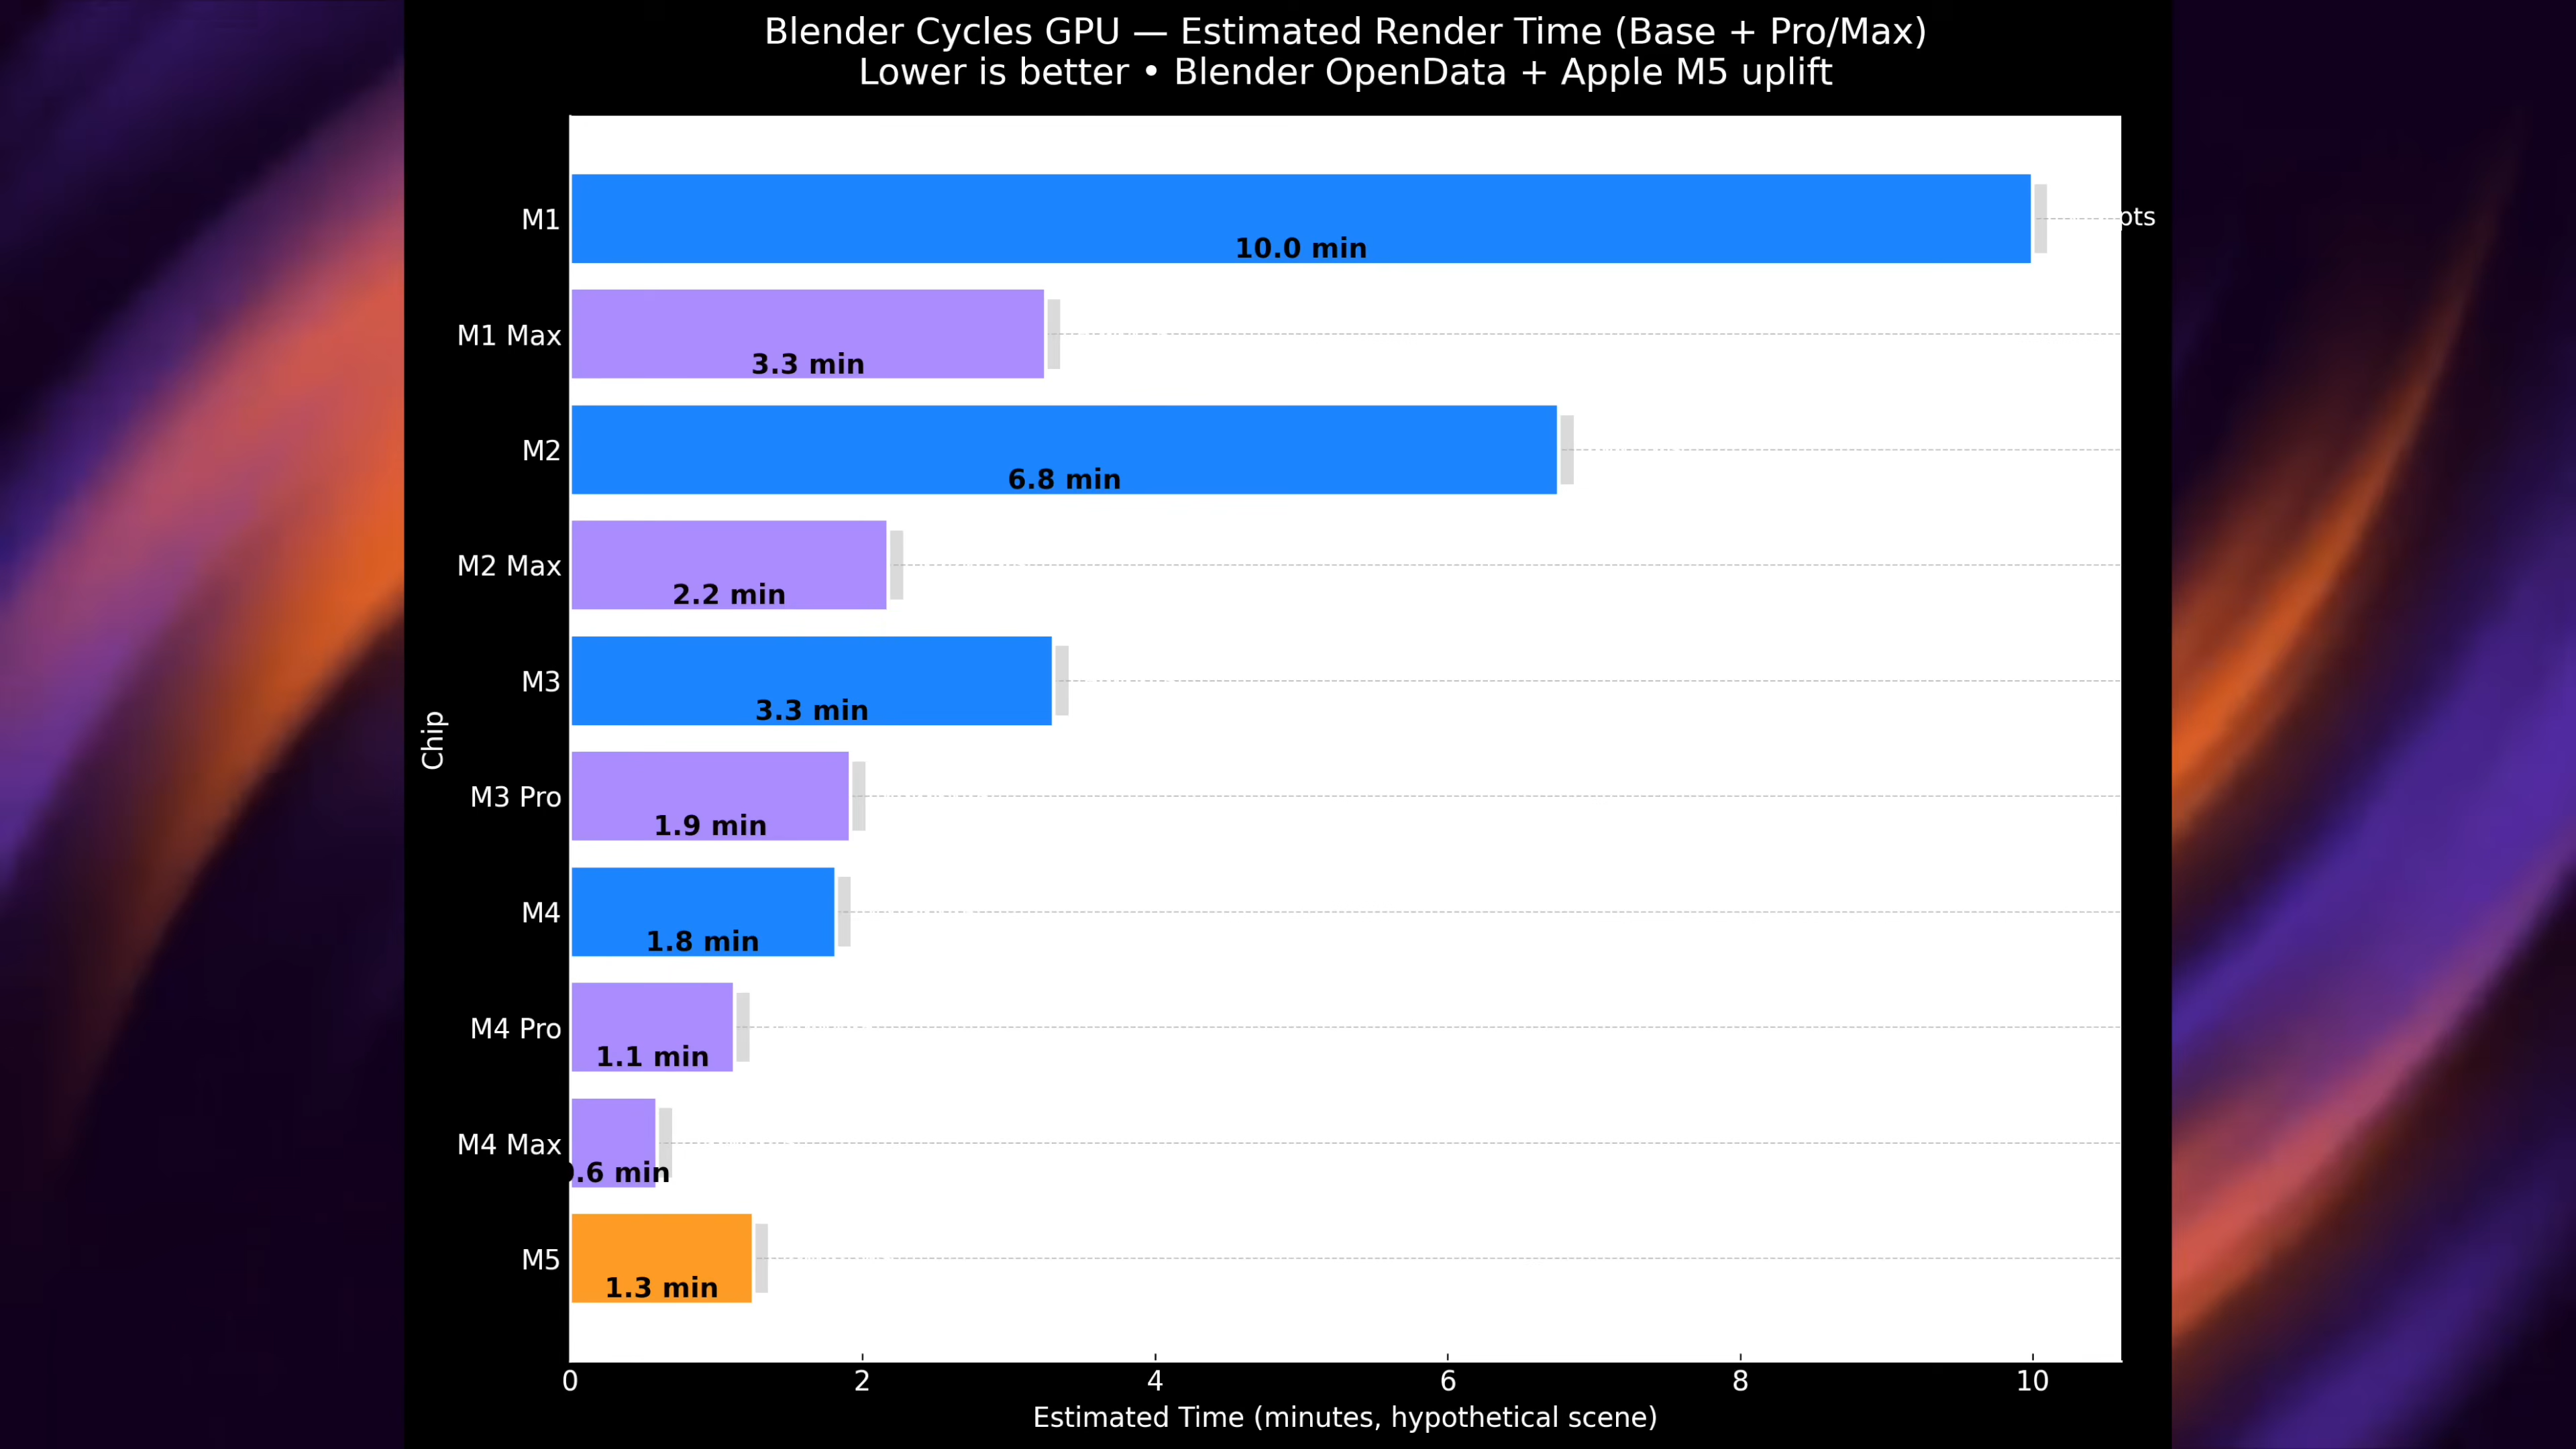 Blender Cycles GPU — Estimated Render Time (Base + Pro/Max)
Lower is better • Blender OpenData + Apple M5 uplift
M1
10.0 min
pts
M1 Max
3.3 min
M2
6.8 min
M2 Max
2.2 min
M3
3.3 min
M3 Pro
1.9 min
M4
1.8 min
M4 Pro
1.1 min
M4 Max
.6 min
M5
1.3 min
Chip
0 2 4 6 8 10
Estimated Time (minutes, hypothetical scene)